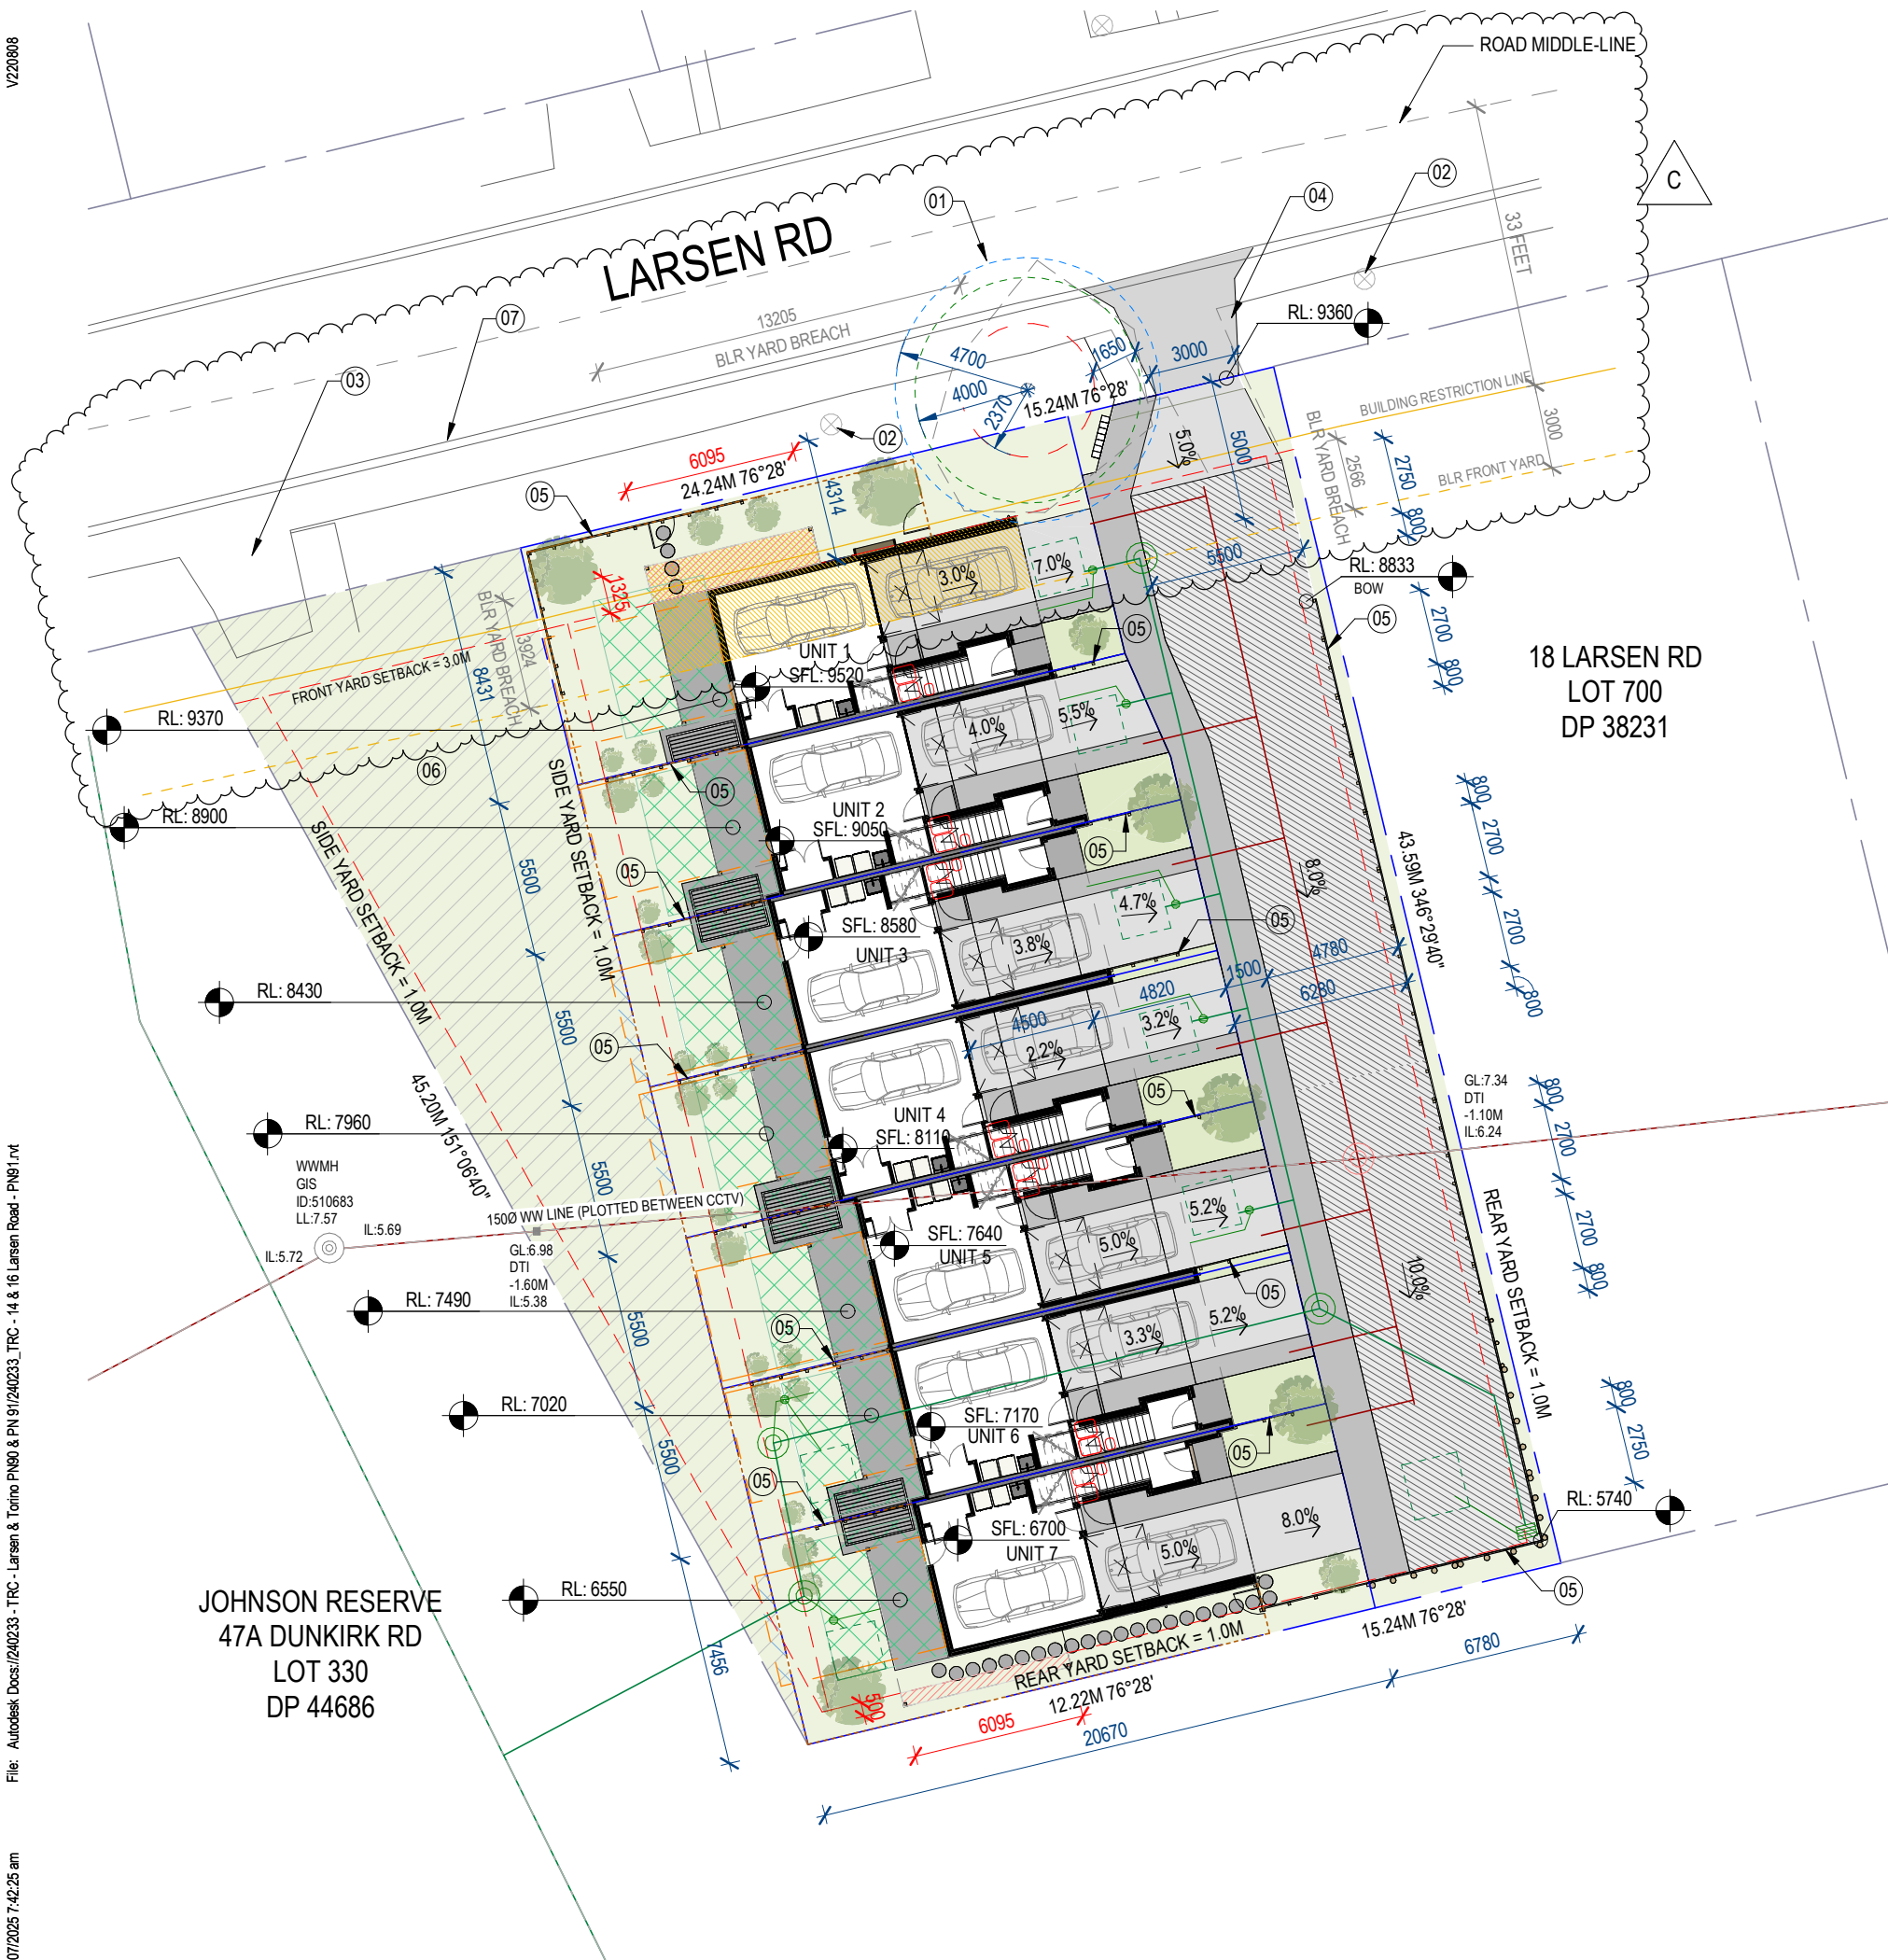 V220808
ROAD MIDDLE-LINE
C
02
04
01
LARSEN RD
33 FEET
07
13205
BLR YARD BREACH
RL: 9360
03
4700
1650
3000
4000
2370
15.24M 76°28'
BUILDING RESTRICTION LINE
3000
02
6095
24.24M 76°28'
4314
5.0%
5000
BLR YARD BREACH
2566
2750
BLR FRONT YARD
800
05
7.0%
3.0%
5500
RL: 8833
BOW
1325
05
2700
BLR YARD BREACH
3924
8431
FRONT YARD SETBACK = 3.0M
UNIT 1
SFL: 9520
05
800
18 LARSEN RD
LOT 700
DP 38231
RL: 9370
4.0%
5.5%
06
05
SIDE YARD SETBACK = 1.0M
RL: 8900
SIDE YARD SETBACK = 1.0M
UNIT 2
SFL: 9050
05
800
2700
43.59M 346°29'40"
8.0%
5500
05
SFL: 8580
UNIT 3
4.7%
3.8%
05
2700
800
4780
1500
6280
4820
RL: 8430
5500
4500
3.2%
2.2%
05
45.20M 151°06'40"
GL:7.34
DTI
-1.10M
IL:6.24
800
2700
05
UNIT 4
SFL: 8110
RL: 7960
WWMH
GIS
ID:510683
LL:7.57
IL:5.69
IL:5.72
150Ø WW LINE (PLOTTED BETWEEN CCTV)
5500
GL:6.98
DTI
-1.60M
IL:5.38
SFL: 7640
UNIT 5
5.2%
5.0%
REAR YARD SETBACK = 1.0M
2700
800
10.0%
05
RL: 7490
5500
05
5.2%
3.3%
RL: 7020
SFL: 7170
UNIT 6
05
800
2750
5500
05
SFL: 6700
UNIT 7
8.0%
5.0%
RL: 5740
RL: 6550
05
JOHNSON RESERVE
47A DUNKIRK RD
LOT 330
DP 44686
7456
500
REAR YARD SETBACK = 1.0M
15.24M 76°28'
12.22M 76°28'
6780
6095
20670
File: Autodesk Docs://240233 - TRC - Larsen & Torino PN90 & PN 91/240233_TRC - 14 & 16 Larsen Road - PN91.rvt
07/2025 7:42:25 am